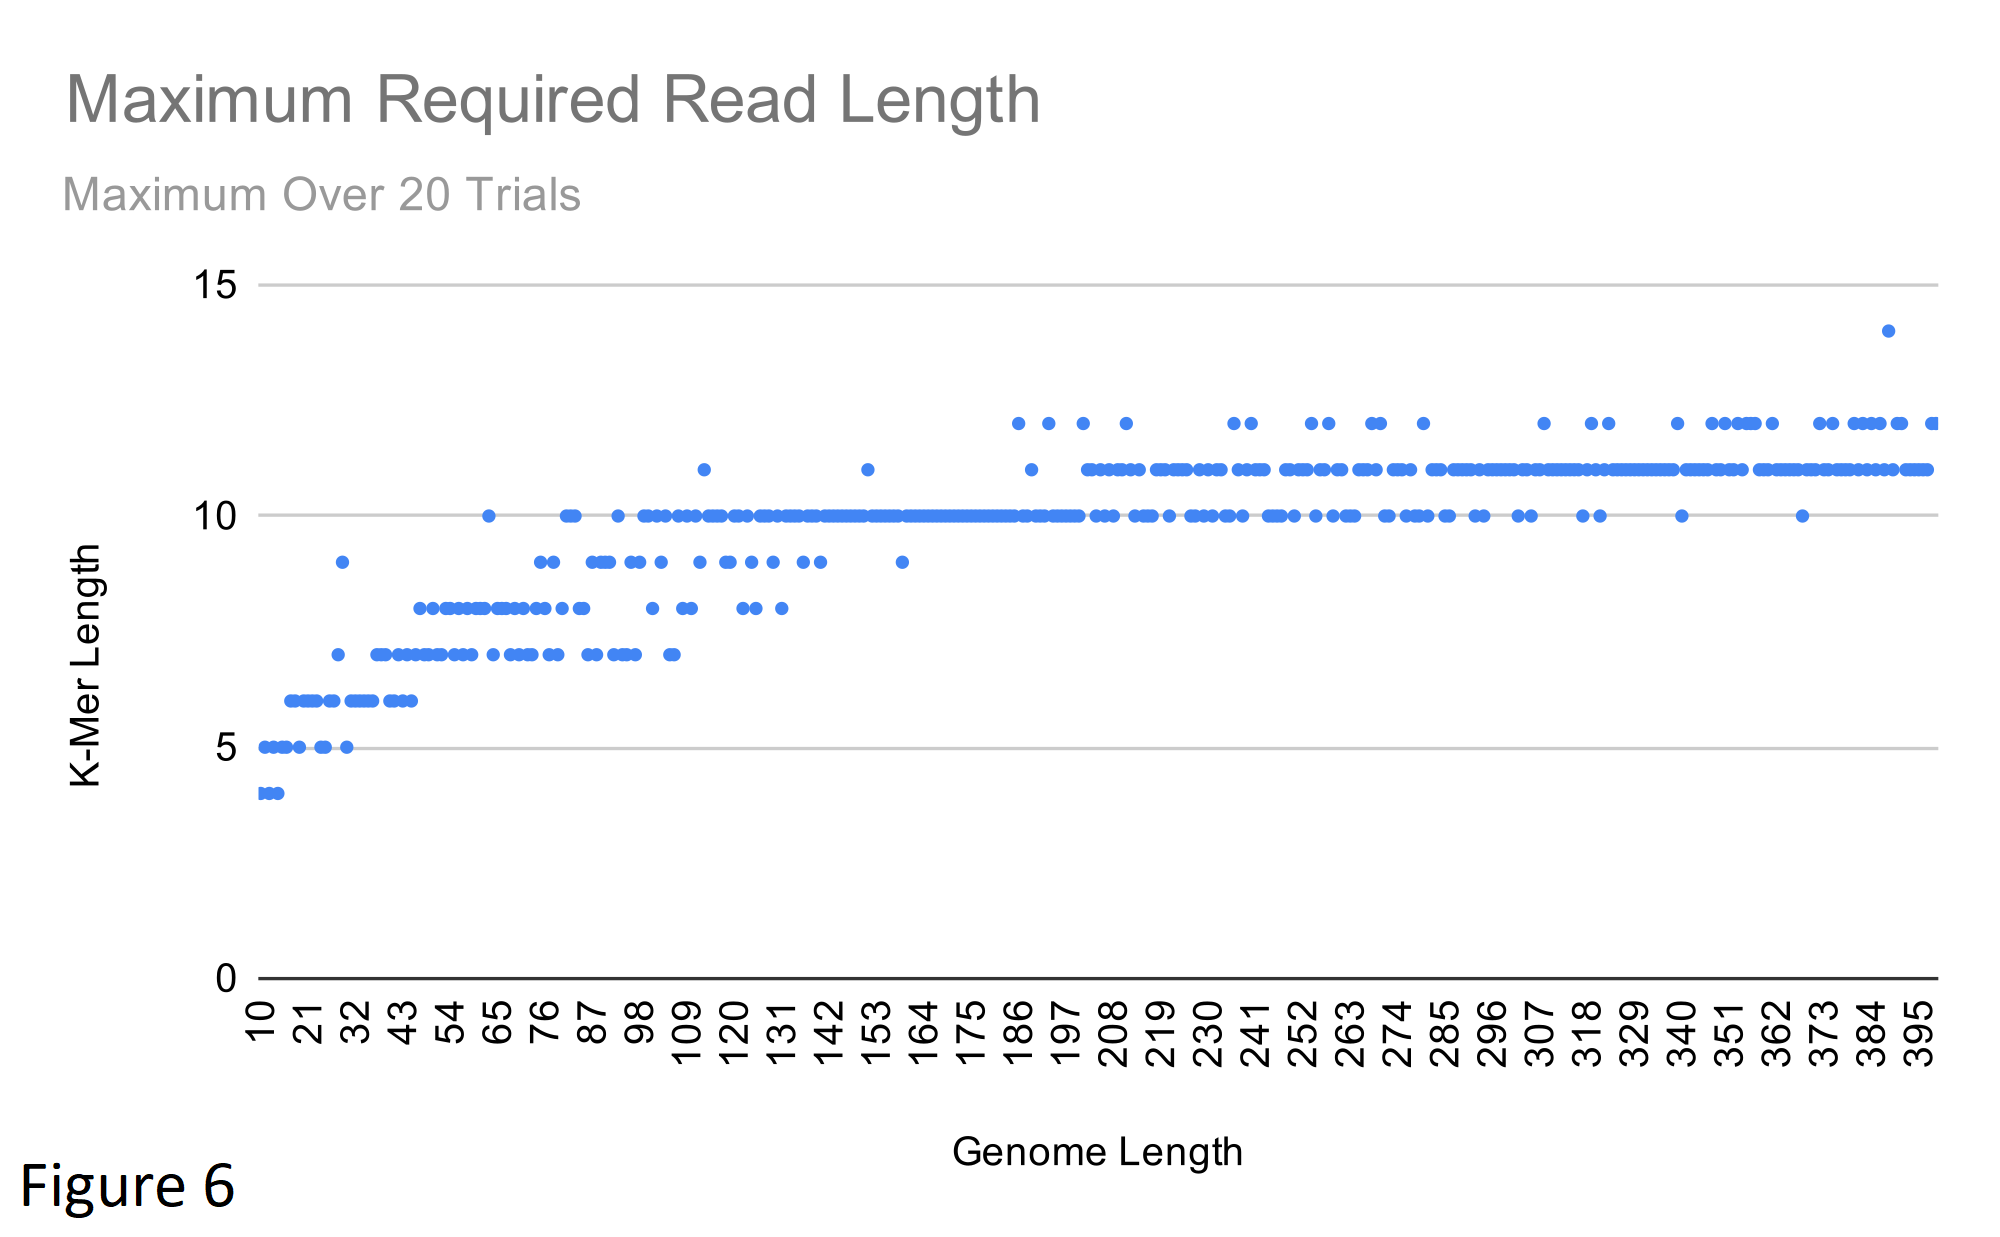 Maximum Required Read Length
Maximum Over 20 Trials
15
10
5
0
K-Mer Length
10 21 32 43 54 65 76 87 98 109 120 131 142 153 164 175 186 197 208 219 230 241 252 263 274 285 296 307 318 329 340 351 362 373 384 395
Genome Length
Figure 6